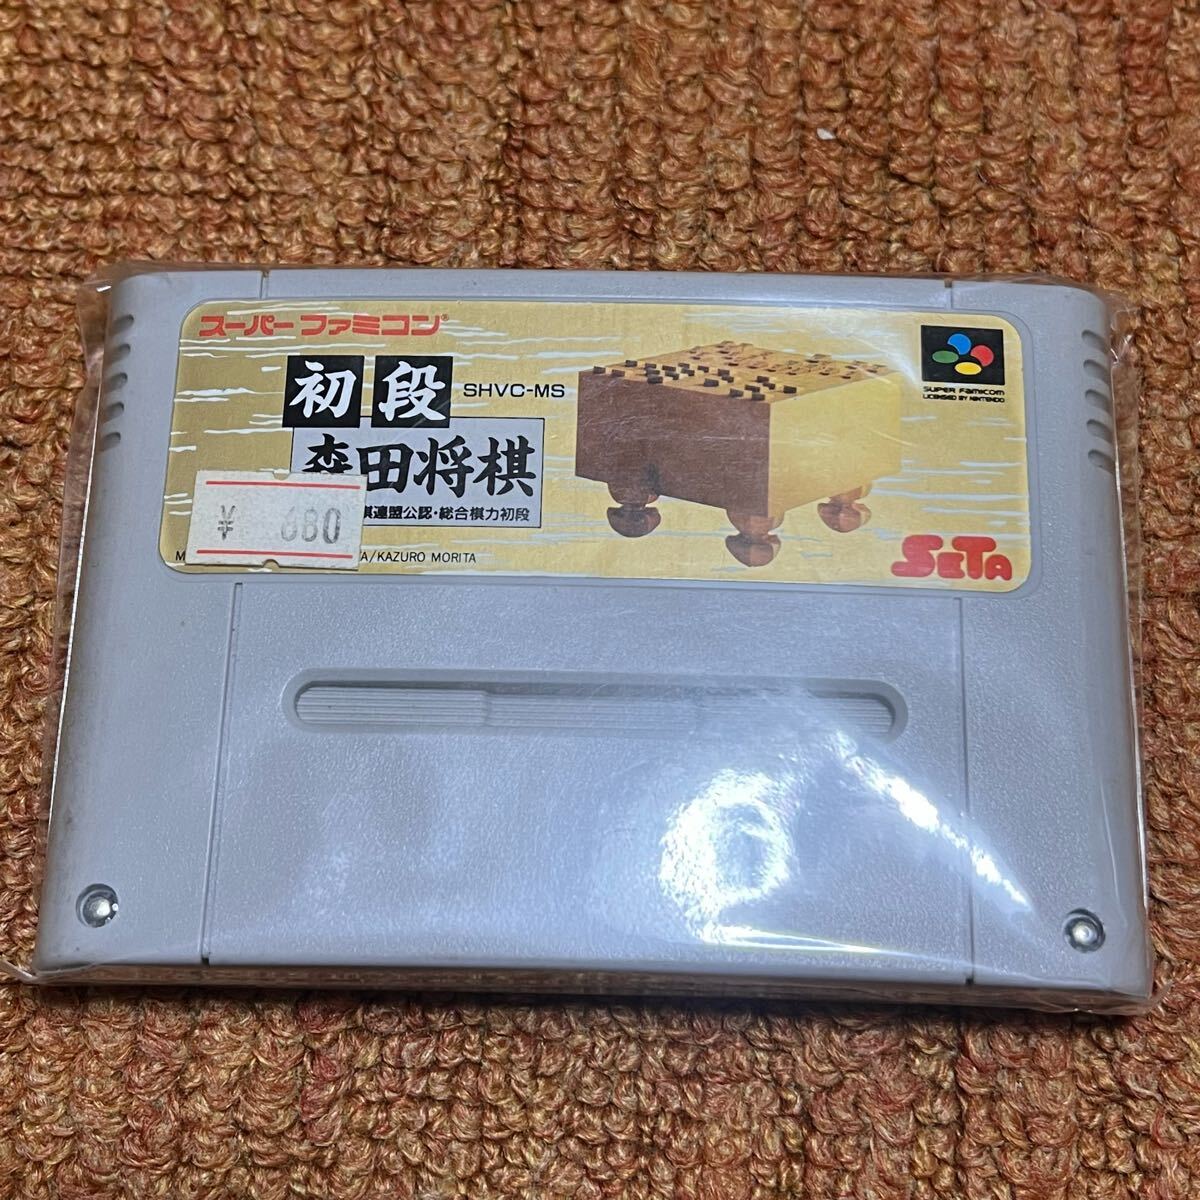 スーパーファミコン®
初段
SHVC-MS
森田将棋
棋連盟公認・総合棋力初段
¥ 680
M
A/KAZURO MORITA
SUPER FAMICOM
LICENSED BY NINTENDO
SETA